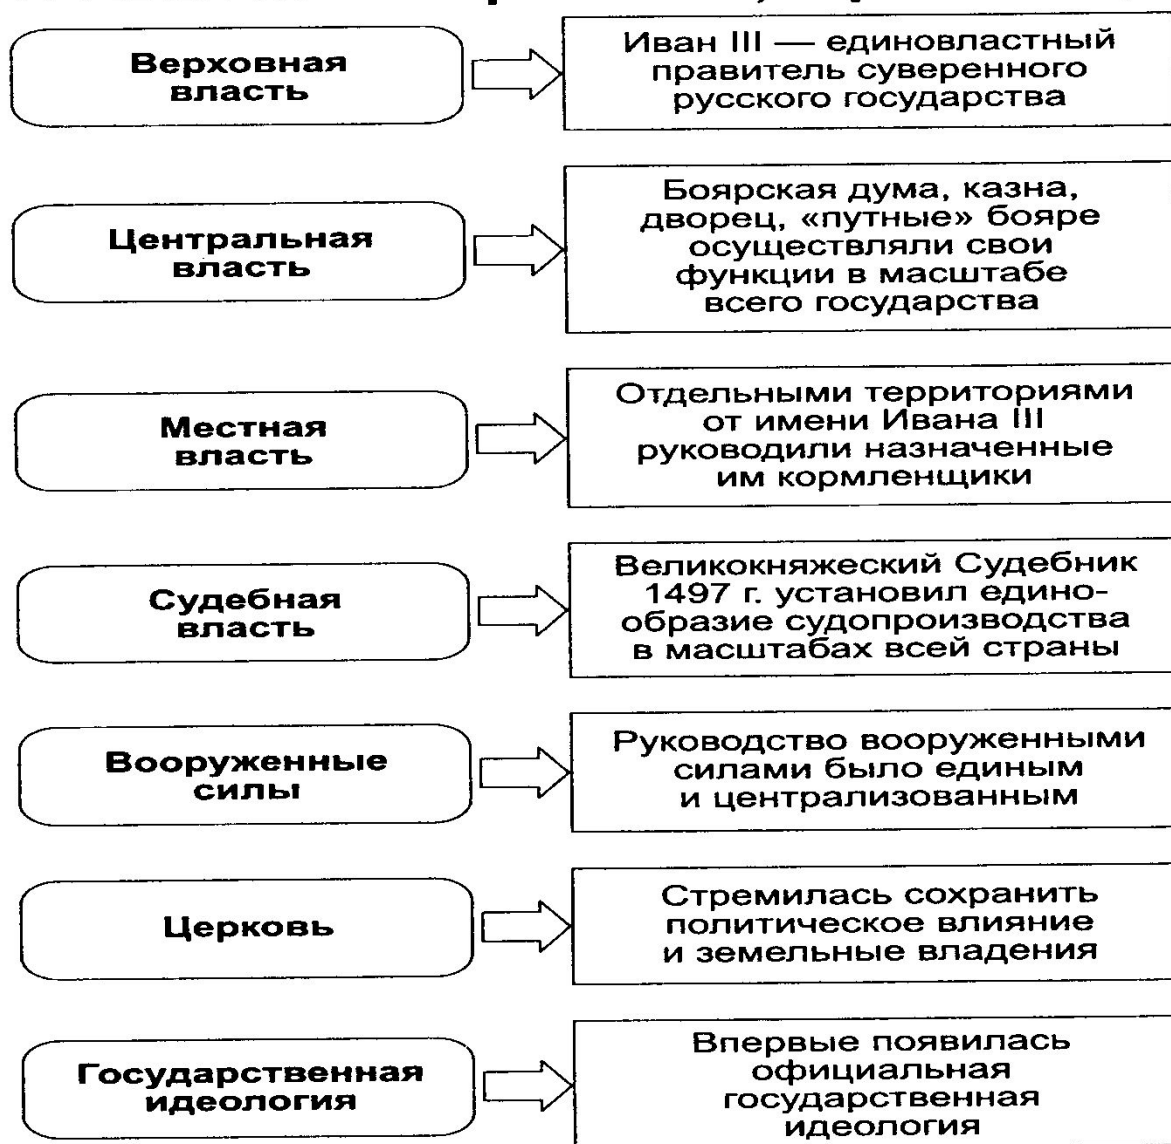 Верховная
власть
Иван III — единовластный
правитель суверенного
русского государства
Центральная
власть
Боярская дума, казна,
дворец, «путные» бояре
осуществляли свои
функции в масштабе
всего государства
Местная
власть
Отдельными территориями
от имени Ивана III
руководили назначенные
им кормленщики
Судебная
власть
Великокняжеский Судебник
1497 г. установил едино-
образие судопроизводства
в масштабах всей страны
Вооруженные
силы
Руководство вооруженными
силами было единым
и централизованным
Церковь
Стремилась сохранить
политическое влияние
и земельные владения
Государственная
идеология
Впервые появилась
официальная
государственная
идеология